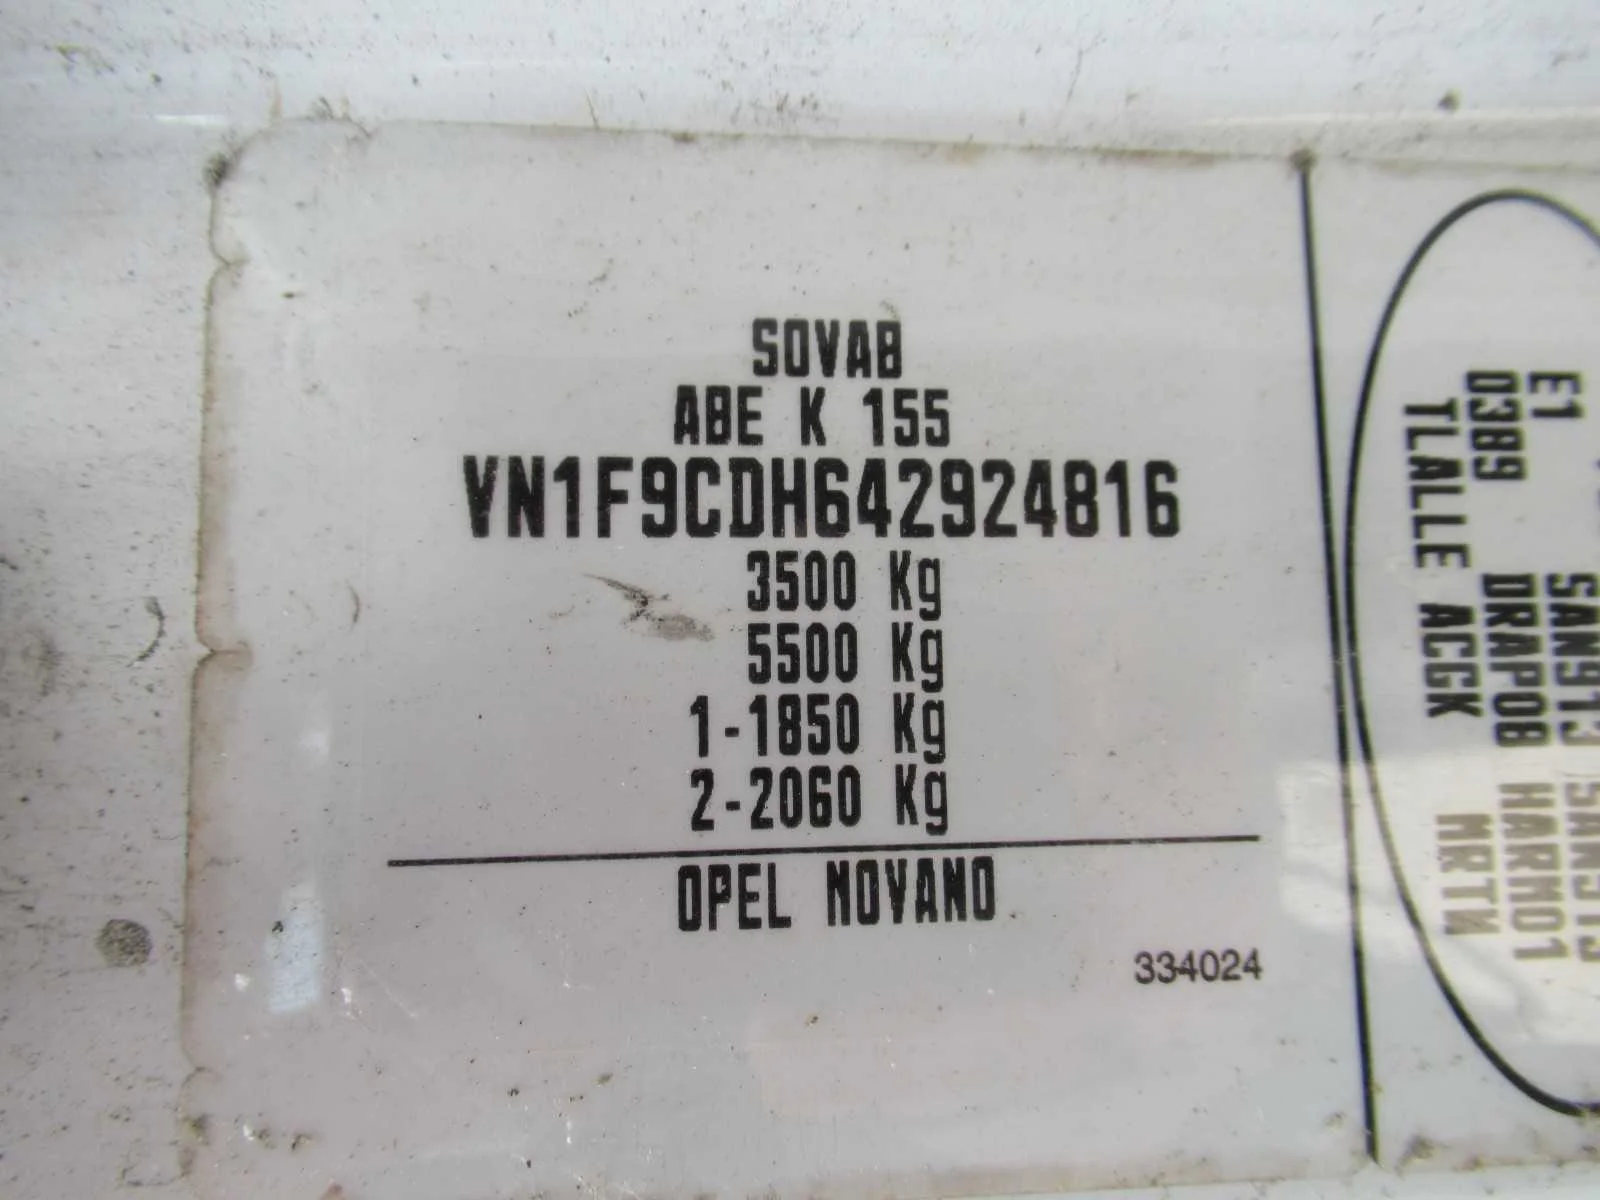 SOVAB
ABE K 155
VN1F9CDH642924816
3500 Kg
5500 Kg
1-1850 Kg
2-2060 Kg
OPEL NOVANO
334024
SAN913
E1
0389 DRAP08 HARM01
TLALLE ACGK MRTN